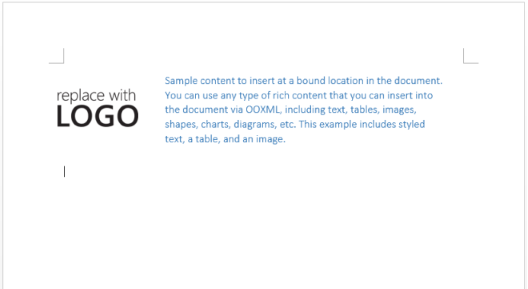 replace with
LOGO
Sample content to insert at a bound location in the document.
You can use any type of rich content that you can insert into
the document via OOXML, including text, tables, images,
shapes, charts, diagrams, etc. This example includes styled
text, a table, and an image.